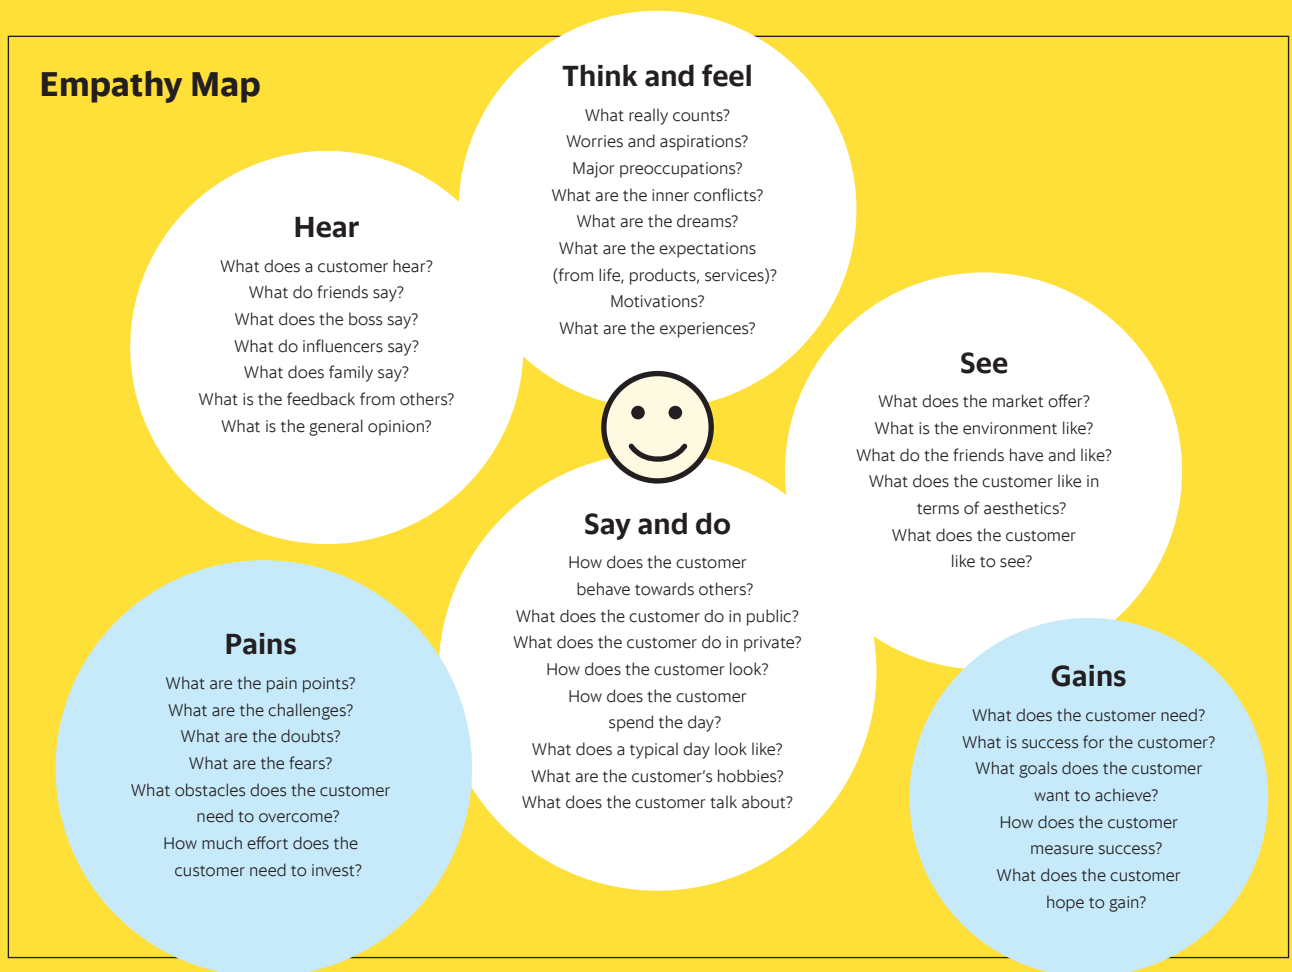 Empathy Map
Think and feel
What really counts?
Worries and aspirations?
Major preoccupations?
What are the inner conflicts?
What are the dreams?
What are the expectations
(from life, products, services)?
Motivations?
What are the experiences?
Hear
What does a customer hear?
What do friends say?
What does the boss say?
What do influencers say?
What does family say?
What is the feedback from others?
What is the general opinion?
See
What does the market offer?
What is the environment like?
What do the friends have and like?
What does the customer like in
terms of aesthetics?
What does the customer
like to see?
Say and do
How does the customer
behave towards others?
What does the customer do in public?
What does the customer do in private?
How does the customer look?
How does the customer
spend the day?
What does a typical day look like?
What are the customer's hobbies?
What does the customer talk about?
Pains
What are the pain points?
What are the challenges?
What are the doubts?
What are the fears?
What obstacles does the customer
need to overcome?
How much effort does the
customer need to invest?
Gains
What does the customer need?
What is success for the customer?
What goals does the customer
want to achieve?
How does the customer
measure success?
What does the customer
hope to gain?